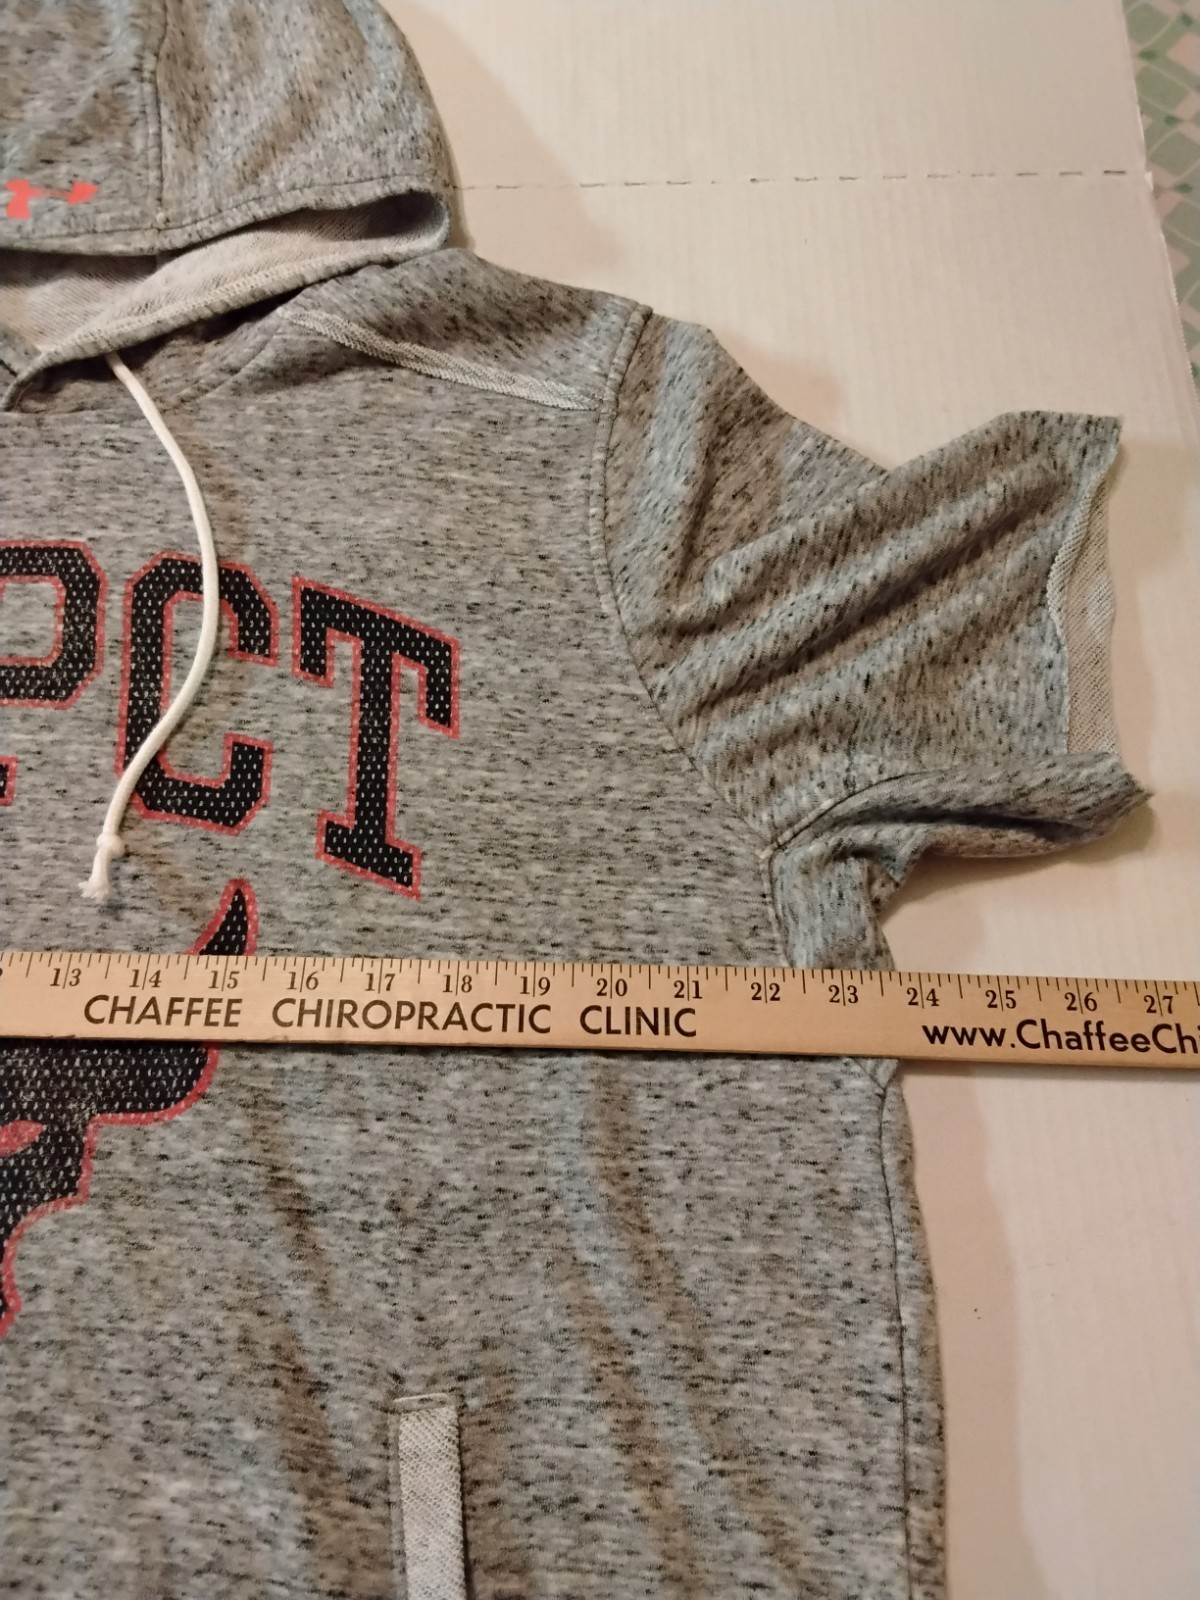 PCT
13 14 15 16 17 18 19 20 21 22 23 24 25 26 27
CHAFFEE CHIROPRACTIC CLINIC www.ChaffeeChi